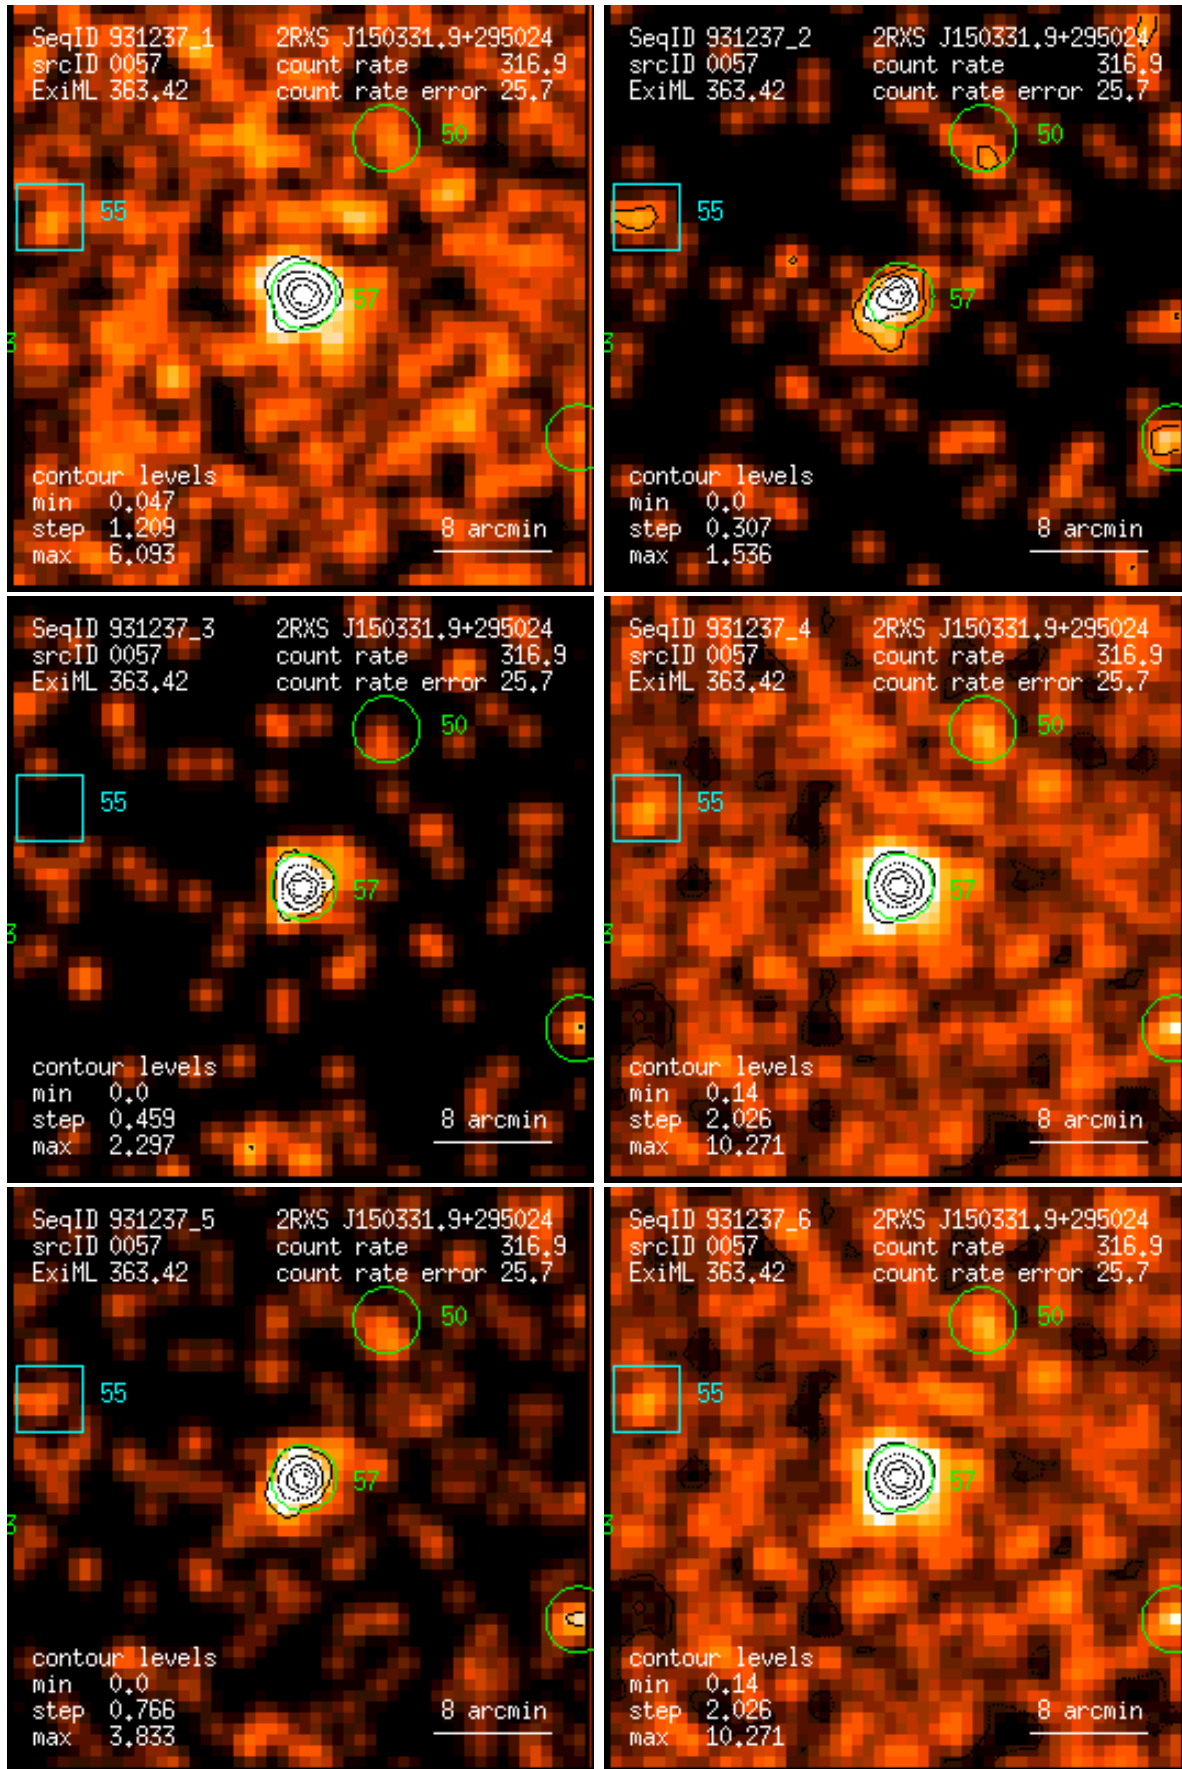 SeqID 931237_1 2RXS J150331.9+295024
srcID 0057 count rate 316.9
ExiML 363.42 count rate error 25.7
50
55
57
3
contour levels
min 0.047
step 1.209 8 arcmin
max 6.093
SeqID 931237_2 2RXS J150331.9+295024
srcID 0057 count rate 316.9
ExiML 363.42 count rate error 25.7
50
55
57
3
contour levels
min 0.0
step 0.307 8 arcmin
max 1.536
SeqID 931237_3 2RXS J150331.9+295024
srcID 0057 count rate 316.9
ExiML 363.42 count rate error 25.7
50
55
57
3
contour levels
min 0.0
step 0.459 8 arcmin
max 2.297
SeqID 931237_4 2RXS J150331.9+295024
srcID 0057 count rate 316.9
ExiML 363.42 count rate error 25.7
50
55
57
3
contour levels
min 0.14
step 2.026 8 arcmin
max 10.271
SeqID 931237_5 2RXS J150331.9+295024
srcID 0057 count rate 316.9
ExiML 363.42 count rate error 25.7
50
55
57
3
contour levels
min 0.0
step 0.766 8 arcmin
max 3.833
SeqID 931237_6 2RXS J150331.9+295024
srcID 0057 count rate 316.9
ExiML 363.42 count rate error 25.7
50
55
57
3
contour levels
min 0.14
step 2.026 8 arcmin
max 10.271